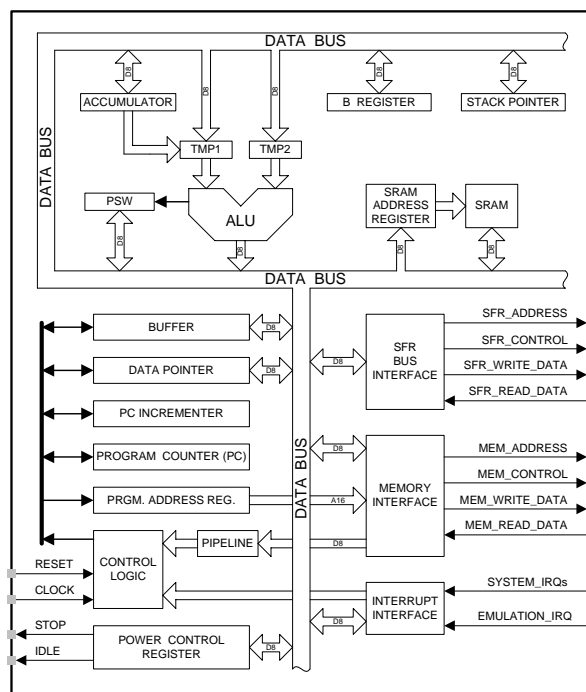 DATA BUS
D8
D8
D8
D8
D8
ACCUMULATOR
B REGISTER
STACK POINTER
DATA BUS
TMP1
TMP2
PSW
ALU
SRAM
ADDRESS
REGISTER
SRAM
D8
D8
D8
D8
DATA BUS
BUFFER
D8
DATA POINTER
D8
PC INCREMENTER
PROGRAM COUNTER (PC)
PRGM. ADDRESS REG.
A16
DATA BUS
D8
SFR
BUS
INTERFACE
SFR_ADDRESS
SFR_CONTROL
SFR_WRITE_DATA
SFR_READ_DATA
D8
MEMORY
INTERFACE
MEM_ADDRESS
MEM_CONTROL
MEM_WRITE_DATA
MEM_READ_DATA
RESET
CLOCK
CONTROL
LOGIC
PIPELINE
D8
STOP
IDLE
POWER CONTROL
REGISTER
D8
D8
INTERRUPT
INTERFACE
SYSTEM_IRQs
EMULATION_IRQ